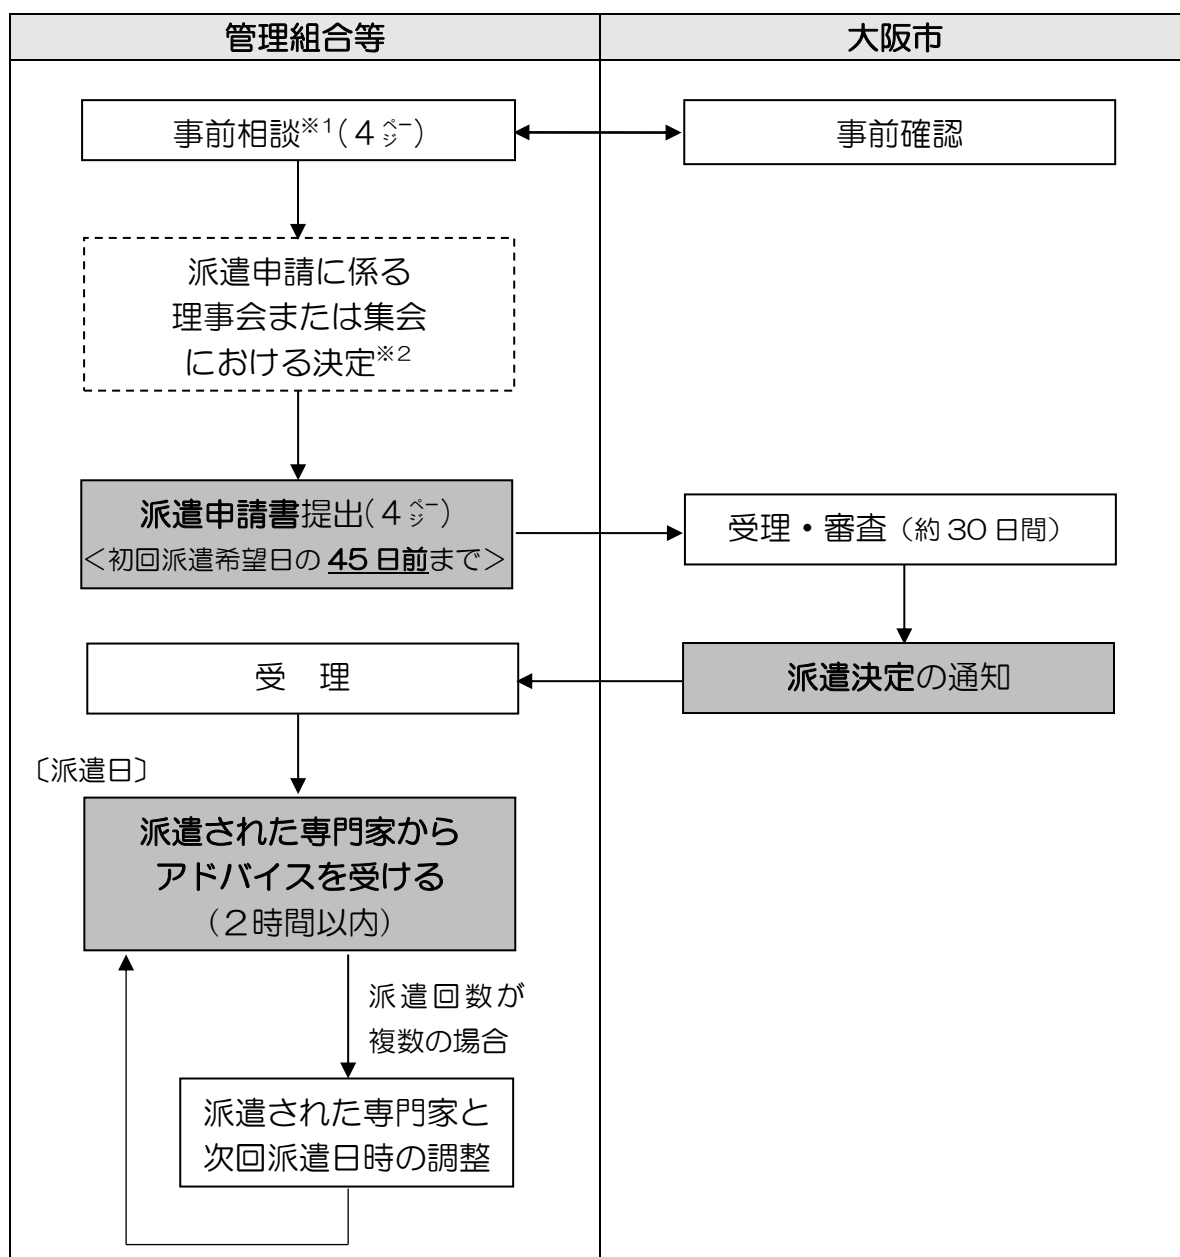 管理組合等
大阪市
事前相談※1(4㌻)
事前確認
派遣申請に係る
理事会または集会
における決定※2
派遣申請書提出(4㌻)
<初回派遣希望日の 45 日前まで>
受理・審査（約 30 日間）
派遣決定の通知
受　理
〔派遣日〕
派遣された専門家から
アドバイスを受ける
（2時間以内）
派遣回数が
複数の場合
派遣された専門家と
次回派遣日時の調整